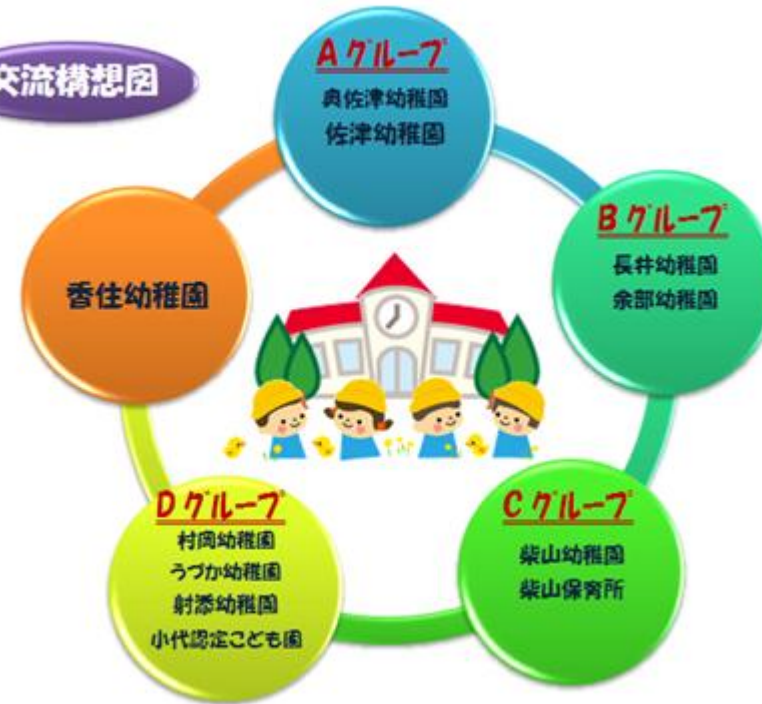 交流構想図
Aグループ
奥佐津幼稚園
佐津幼稚園
Bグループ
長井幼稚園
余部幼稚園
香住幼稚園
Cグループ
柴山幼稚園
柴山保育所
Dグループ
村岡幼稚園
うづか幼稚園
射添幼稚園
小代認定こども園